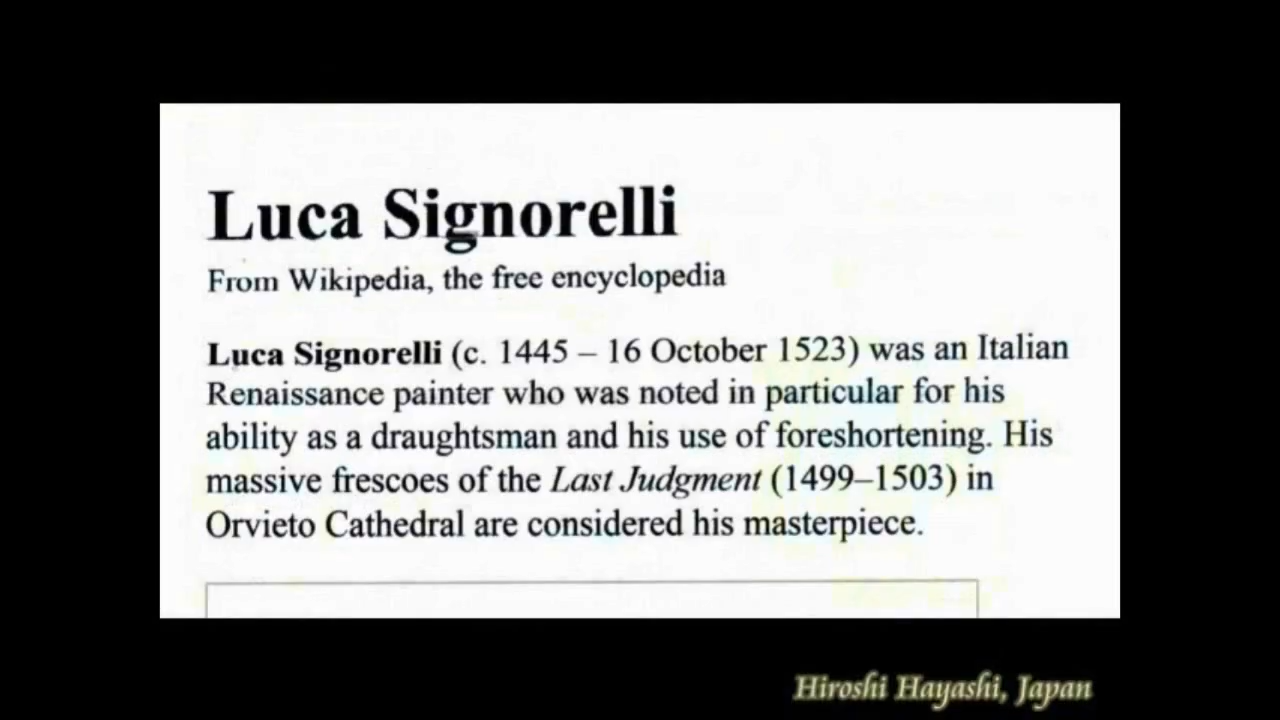 Luca Signorelli
From Wikipedia, the free encyclopedia
Luca Signorelli (c. 1445 – 16 October 1523) was an Italian
Renaissance painter who was noted in particular for his
ability as a draughtsman and his use of foreshortening. His
massive frescoes of the Last Judgment (1499–1503) in
Orvieto Cathedral are considered his masterpiece.
Hiroshi Hayashi, Japan